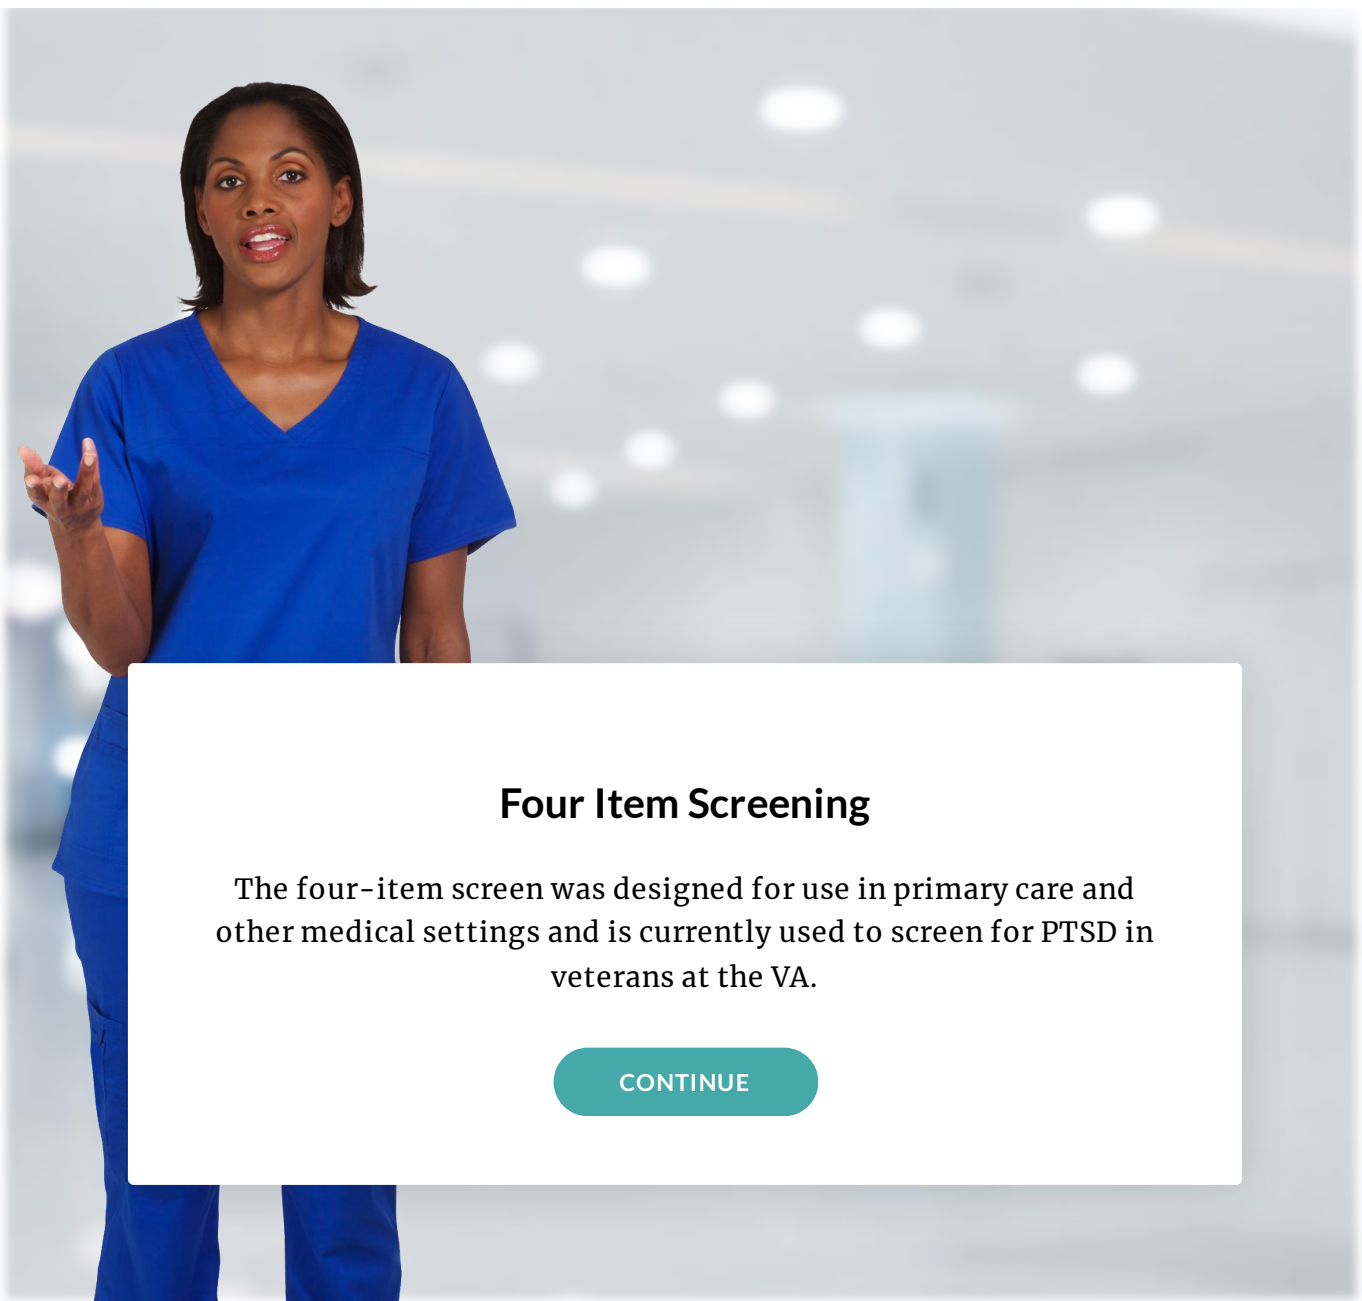 Four Item Screening
The four-item screen was designed for use in primary care and
other medical settings and is currently used to screen for PTSD in
veterans at the VA.
CONTINUE